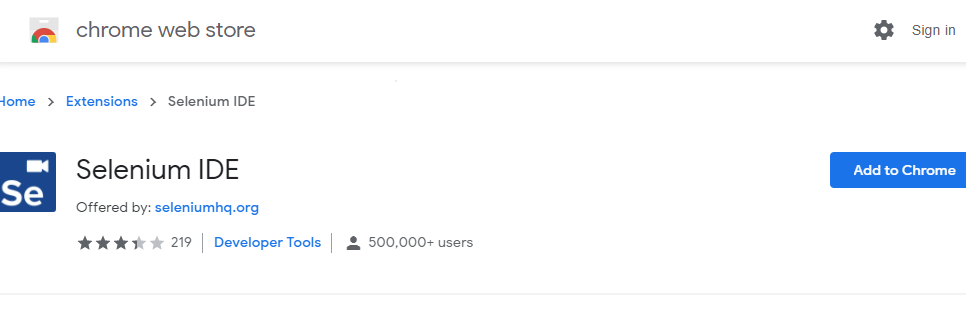 chrome web store
Sign in
Home > Extensions > Selenium IDE
Se
Selenium IDE
Add to Chrome
Offered by: seleniumhq.org
219 | Developer Tools | 500,000+ users